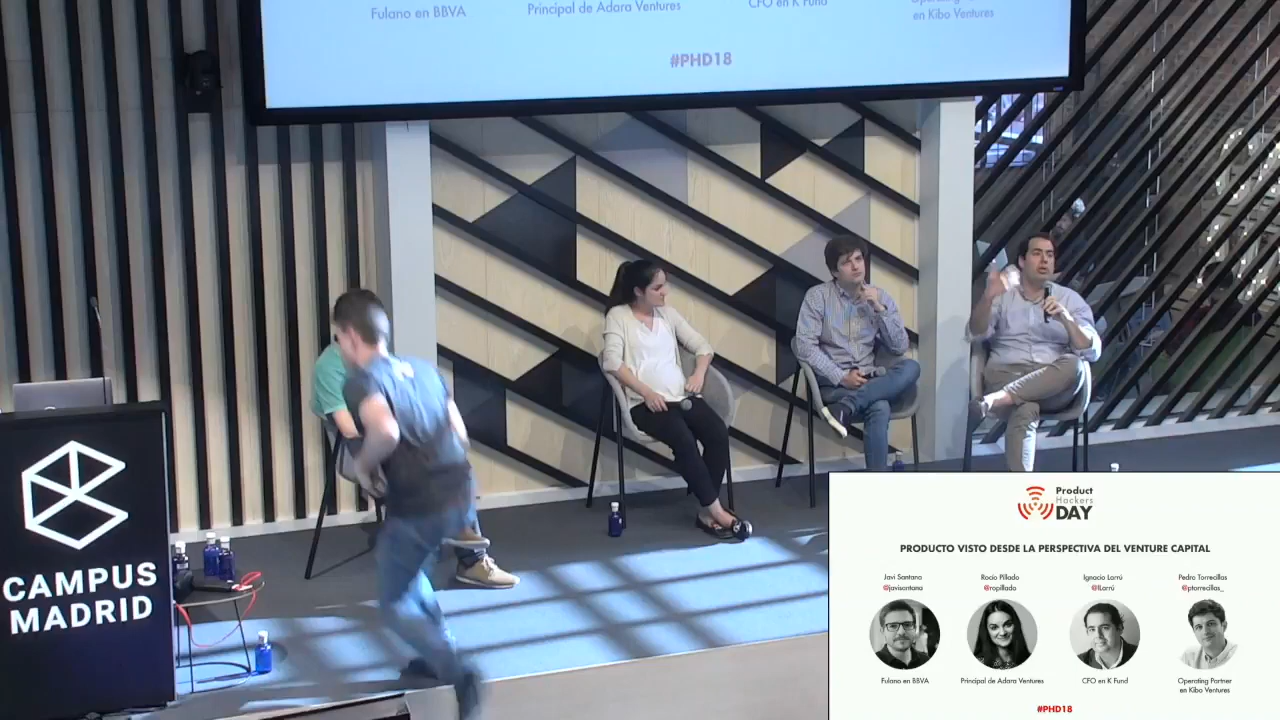 Fulano en BBVA
Principal de Adara Ventures
CFO en K Fund
en Kibo Ventures
#PHD18
CAMPUS
MADRID
Product
Hackers
DAY
PRODUCTO VISTO DESDE LA PERSPECTIVA DEL VENTURE CAPITAL
Javi Santana
@javisantana
Rocio Pillado
@ropillado
Ignacio Larrú
@ILarru
Pedro Torrecillas
@ptorrecillas_
Fulano en BBVA
Principal de Adara Ventures
CFO en K Fund
Operating Partner
en Kibo Ventures
#PHD18